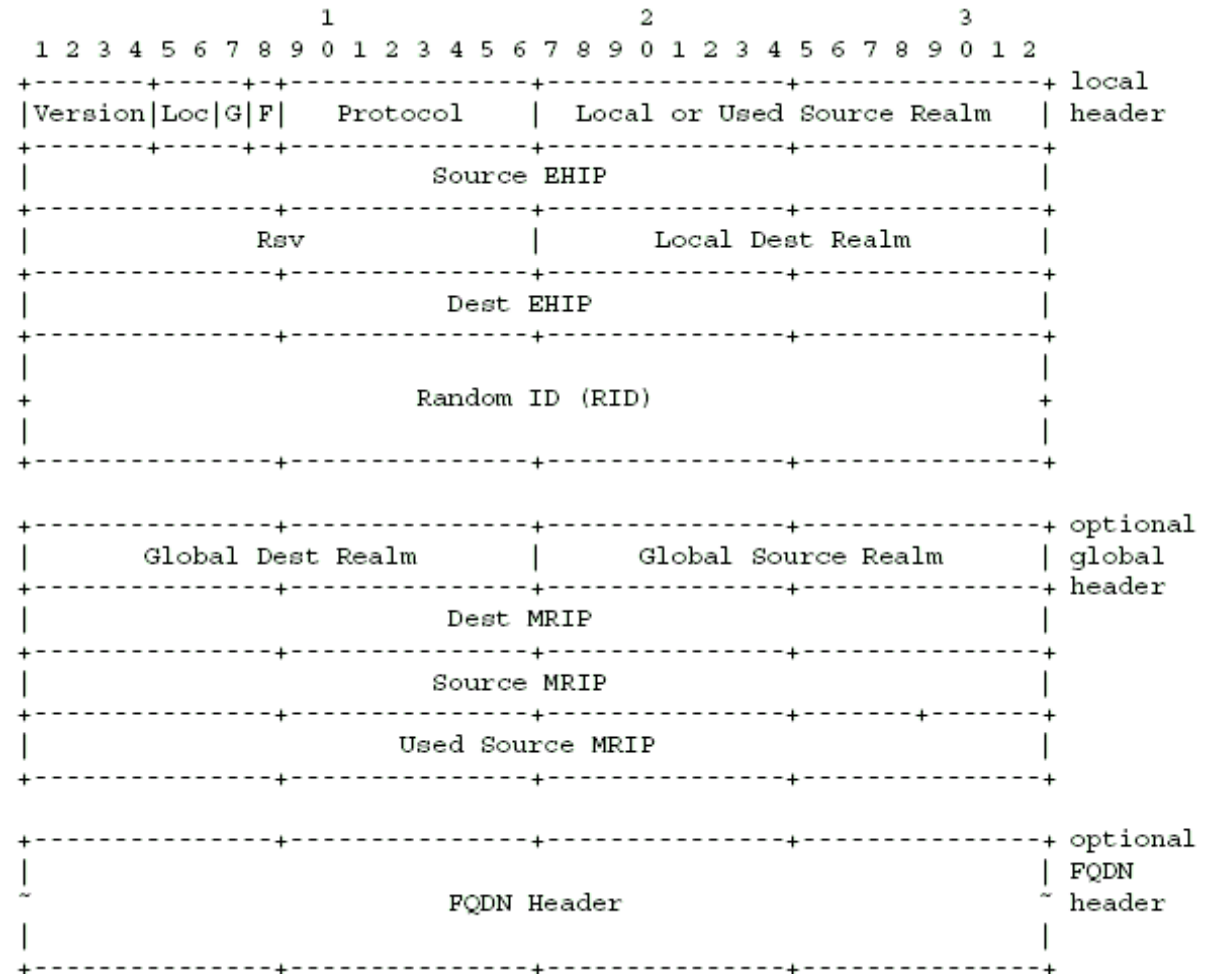 1 2 3
1 2 3 4 5 6 7 8 9 0 1 2 3 4 5 6 7 8 9 0 1 2 3 4 5 6 7 8 9 0 1 2
+-------+-----+-+---------------+---------------+---------------+ local
|Version|Loc|G|F| Protocol | Local or Used Source Realm | header
+-------+-----+-+---------------+---------------+---------------+
| Source EHIP |
+---------------+---------------+---------------+---------------+
| Rsv | Local Dest Realm |
+---------------+---------------+---------------+---------------+
| Dest EHIP |
+---------------+---------------+---------------+---------------+
| |
+ Random ID (RID) +
| |
+---------------+---------------+---------------+---------------+
+---------------+---------------+---------------+---------------+ optional
| Global Dest Realm | Global Source Realm | global
+---------------+---------------+---------------+---------------+ header
| Dest MRIP |
+---------------+---------------+---------------+---------------+
| Source MRIP |
+---------------+---------------+---------------+-------+-------+
| Used Source MRIP |
+---------------+---------------+---------------+---------------+
+---------------+---------------+---------------+---------------+ optional
| | FQDN
~ FQDN Header ~ header
| |
+---------------+---------------+---------------+---------------+